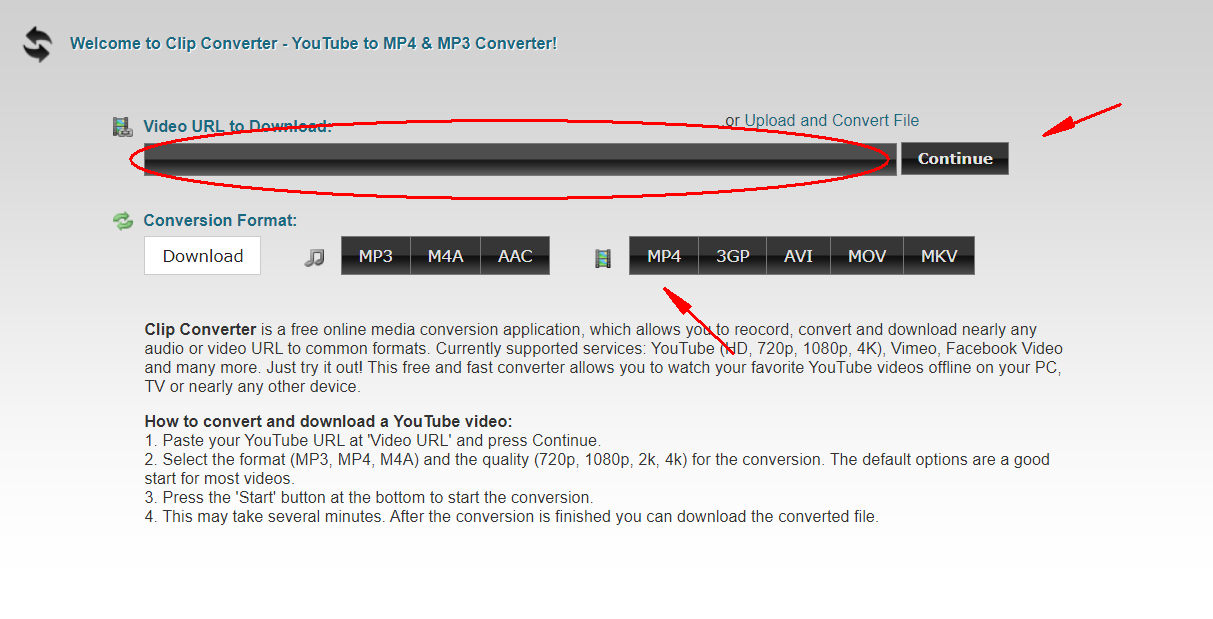 Welcome to Clip Converter - YouTube to MP4 & MP3 Converter!
Video URL to Download:
or Upload and Convert File
Continue
Conversion Format:
Download MP3 M4A AAC MP4 3GP AVI MOV MKV
Clip Converter is a free online media conversion application, which allows you to reocord, convert and download nearly any
audio or video URL to common formats. Currently supported services: YouTube (HD, 720p, 1080p, 4K), Vimeo, Facebook Video
and many more. Just try it out! This free and fast converter allows you to watch your favorite YouTube videos offline on your PC,
TV or nearly any other device.
How to convert and download a YouTube video:
1. Paste your YouTube URL at 'Video URL' and press Continue.
2. Select the format (MP3, MP4, M4A) and the quality (720p, 1080p, 2k, 4k) for the conversion. The default options are a good
start for most videos.
3. Press the 'Start' button at the bottom to start the conversion.
4. This may take several minutes. After the conversion is finished you can download the converted file.